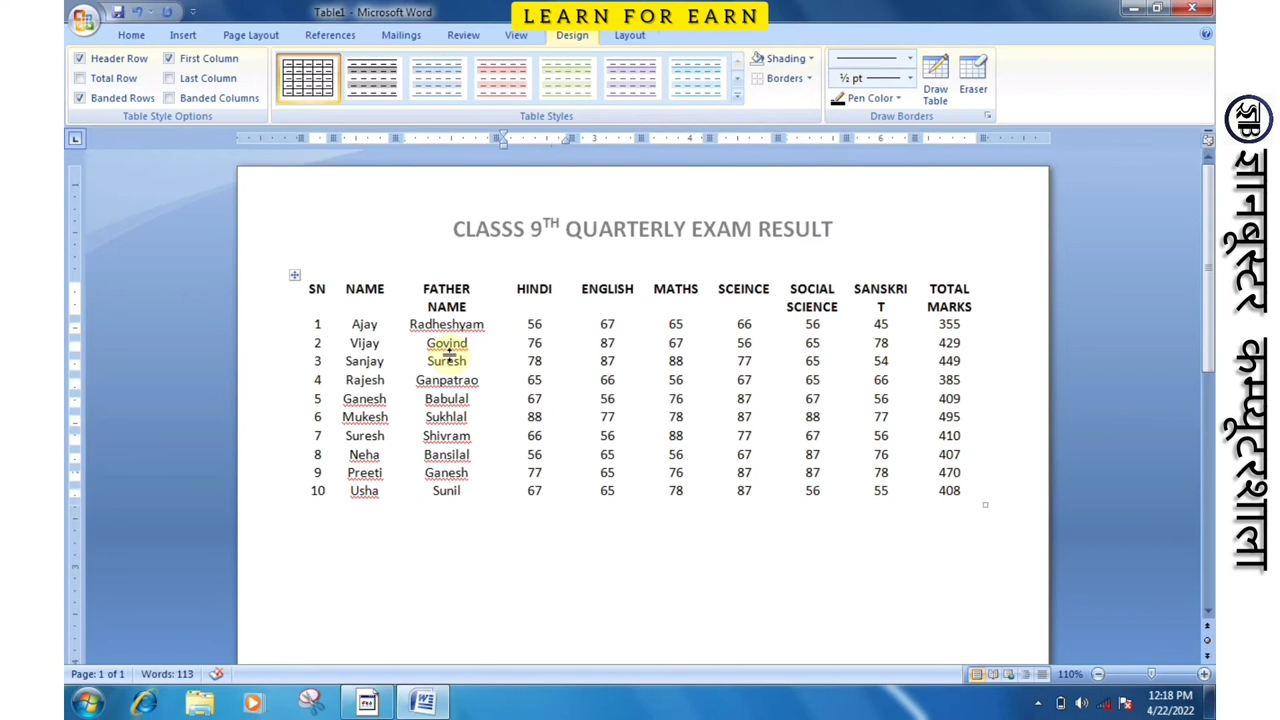 LEARN FOR EARN
Table1 - Microsoft Word
Home Insert Page Layout References Mailings Review View Design Layout
Header Row First Column
Total Row Last Column
Banded Rows Banded Columns
Table Style Options
Table Styles
Shading
Borders
½ pt
Pen Color
Draw Table
Eraser
Draw Borders
3 4 6
CLASSS 9TH QUARTERLY EXAM RESULT
SN NAME FATHER NAME HINDI ENGLISH MATHS SCEINCE SOCIAL SCIENCE SANSKRIT TOTAL MARKS
1 Ajay Radheshyam 56 67 65 66 56 45 355
2 Vijay Govind 76 87 67 56 65 78 429
3 Sanjay Suresh 78 87 88 77 65 54 449
4 Rajesh Ganpatrao 65 66 56 67 65 66 385
5 Ganesh Babulal 67 56 76 87 67 56 409
6 Mukesh Sukhlal 88 77 78 88 88 77 495
7 Suresh Shivram 66 56 88 77 67 56 410
8 Neha Bansilal 56 65 56 67 87 76 407
9 Preeti Ganesh 77 65 76 87 87 78 470
10 Usha Sunil 67 65 78 87 56 55 408
ज्ञानबूस्टर कम्प्यूटरशाला
Page: 1 of 1 Words: 113
110%
12:18 PM
4/22/2022